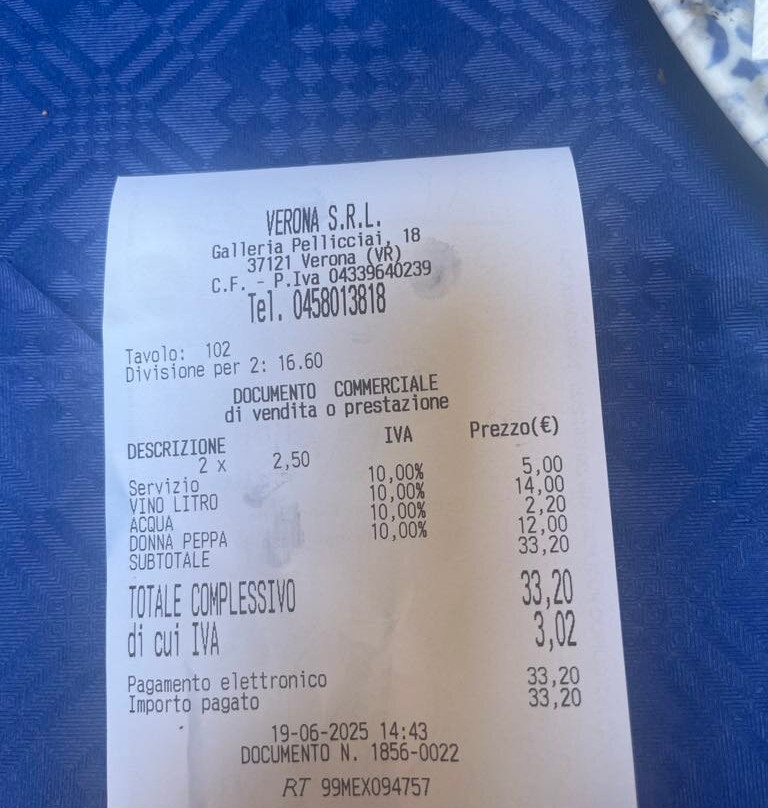 VERONA S.R.L.
Galleria Pellicciai, 18
37121 Verona (VR)
C.F. - P.Iva 04339640239
Tel. 0458013818
Tavolo: 102
Divisione per 2: 16.60
DOCUMENTO COMMERCIALE
di vendita o prestazione
DESCRIZIONE IVA Prezzo(€)
2 x 2,50
Servizio 10,00% 5,00
VINO LITRO 10,00% 14,00
ACQUA 10,00% 2,20
DONNA PEPPA 10,00% 12,00
SUBTOTALE 33,20
TOTALE COMPLESSIVO 33,20
di cui IVA 3,02
Pagamento elettronico 33,20
Importo pagato 33,20
19-06-2025 14:43
DOCUMENTO N. 1856-0022
RT 99MEX094757